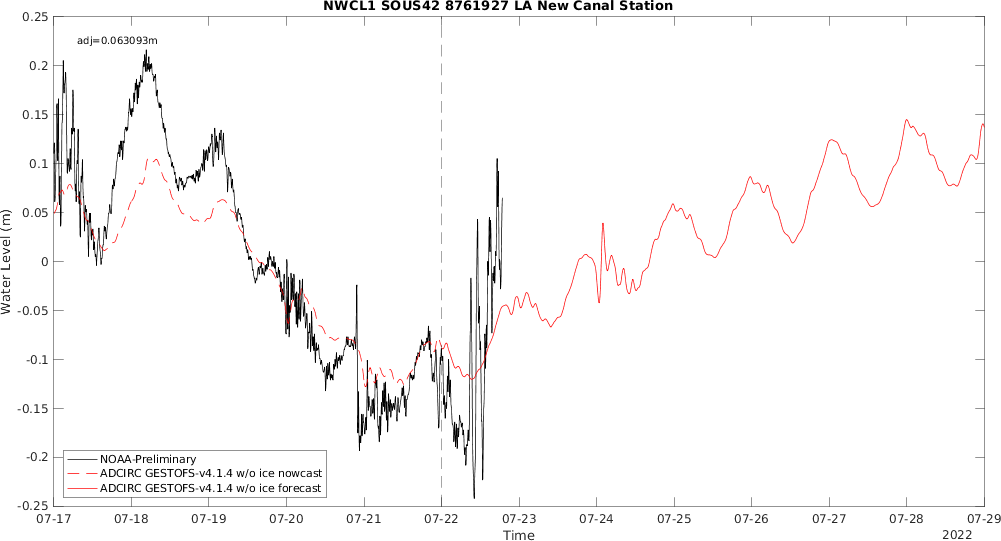 NWCL1 SOUS42 8761927 LA New Canal Station
adj=0.063093m
0.25
0.2
0.15
0.1
0.05
0
-0.05
-0.1
-0.15
-0.2
-0.25
Water Level (m)
NOAA-Preliminary
ADCIRC GESTOFS-v4.1.4 w/o ice nowcast
ADCIRC GESTOFS-v4.1.4 w/o ice forecast
07-17 07-18 07-19 07-20 07-21 07-22 07-23 07-24 07-25 07-26 07-27 07-28 07-29
Time
2022